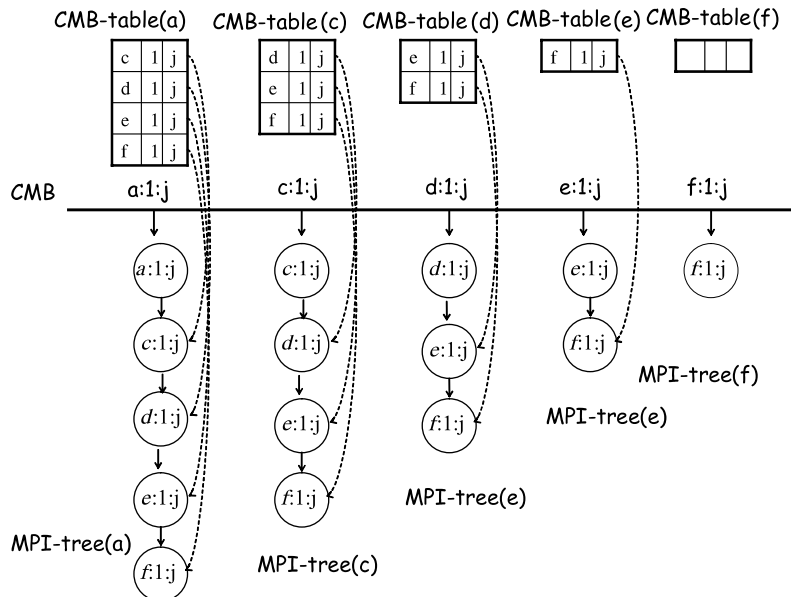 CMB-table(a) CMB-table(c) CMB-table(d) CMB-table(e) CMB-table(f)
c 1 j d 1 j e 1 j f 1 j
d 1 j e 1 j f 1 j
e 1 j f 1 j
f 1 j
CMB a:1:j c:1:j d:1:j e:1:j f:1:j
a:1:j c:1:j d:1:j e:1:j f:1:j
c:1:j d:1:j e:1:j f:1:j
MPI-tree(f)
d:1:j e:1:j f:1:j MPI-tree(e)
e:1:j f:1:j MPI-tree(e)
MPI-tree(a)
f:1:j MPI-tree(c)